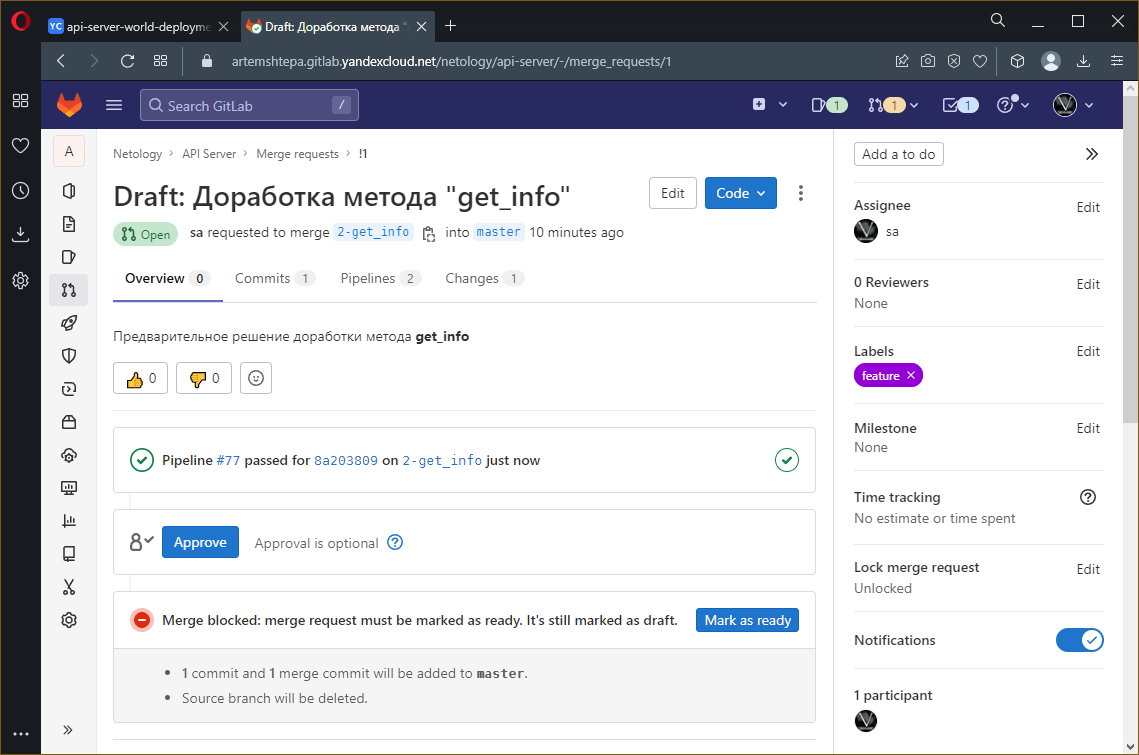 YC api-server-world-deployme
Draft: Доработка метода "
artemshtepa.gitlab.yandexcloud.net/netology/api-server/-/merge_requests/1
Search GitLab /
1 1 1
A
Netology › API Server › Merge requests › !1
Draft: Доработка метода "get_info"
Edit Code
Open sa requested to merge 2-get_info into master 10 minutes ago
Overview 0 Commits 1 Pipelines 2 Changes 1
Предварительное решение доработки метода get_info
0 0
Pipeline #77 passed for 8a203809 on 2-get_info just now
Approve Approval is optional
Merge blocked: merge request must be marked as ready. It's still marked as draft. Mark as ready
• 1 commit and 1 merge commit will be added to master.
• Source branch will be deleted.
Add a to do
Assignee Edit
sa
0 Reviewers Edit
None
Labels Edit
feature ×
Milestone Edit
None
Time tracking
No estimate or time spent
Lock merge request Edit
Unlocked
Notifications
1 participant